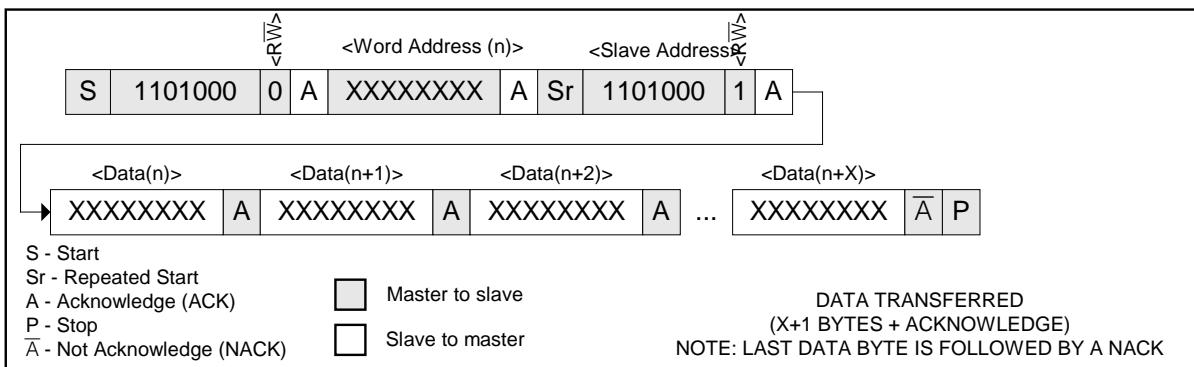 <RW̅> <Word Address (n)> <Slave Address> <RW̅>
S 1101000 0 A XXXXXXXX A Sr 1101000 1 A
<Data(n)> <Data(n+1)> <Data(n+2)> <Data(n+X)>
XXXXXXXX A XXXXXXXX A XXXXXXXX A ... XXXXXXXX A̅ P
S - Start
Sr - Repeated Start
A - Acknowledge (ACK)
P - Stop
A̅ - Not Acknowledge (NACK)
Master to slave
Slave to master
DATA TRANSFERRED
(X+1 BYTES + ACKNOWLEDGE)
NOTE: LAST DATA BYTE IS FOLLOWED BY A NACK